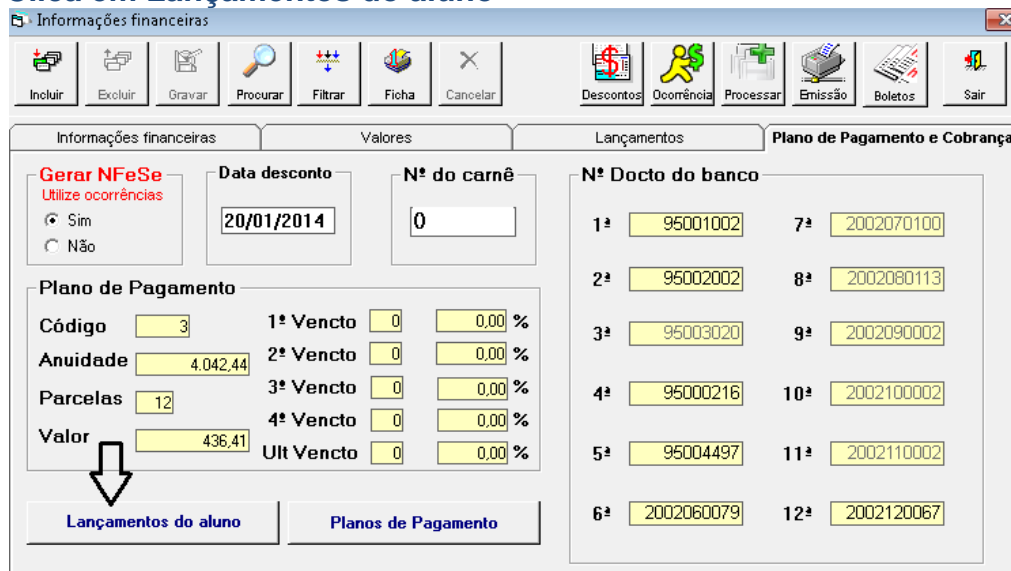 Clica em Lançamentos do aluno
Informações financeiras
Incluir Excluir Gravar Procurar Filtrar Ficha Cancelar Descontos Ocorrência Processar Emissão Boletos Sair
Informações financeiras Valores Lançamentos Plano de Pagamento e Cobrança
Gerar NFeSe
Utilize ocorrências
Sim
Não
Data desconto
20/01/2014
Nº do carnê
0
Plano de Pagamento
Código 3
Anuidade 4.042,44
Parcelas 12
Valor 436,41
1º Vencto 0 0,00 %
2º Vencto 0 0,00 %
3º Vencto 0 0,00 %
4º Vencto 0 0,00 %
Ult Vencto 0 0,00 %
Lançamentos do aluno Planos de Pagamento
Nº Docto do banco
1ª 95001002 7ª 2002070100
2ª 95002002 8ª 2002080113
3ª 95003020 9ª 2002090002
4ª 95000216 10ª 2002100002
5ª 95004497 11ª 2002110002
6ª 2002060079 12ª 2002120067